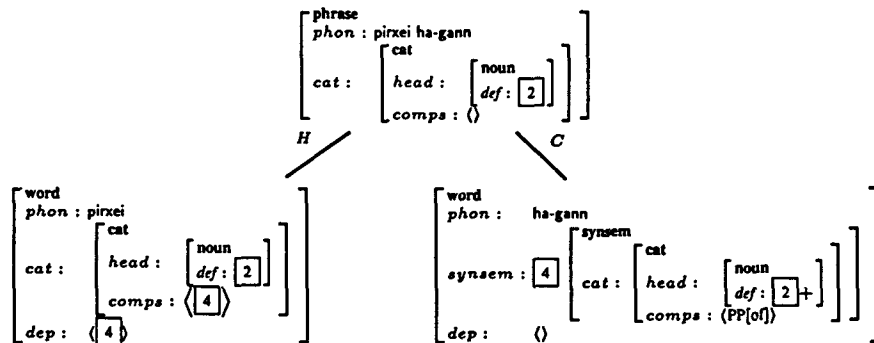 phrase
phon : pirxei ha-gann
cat
cat : head : noun
def : 2
comps : ⟨⟩
H C
word
phon : pirxei
cat
cat : head : noun
def : 2
comps : ⟨ 4 ⟩
dep : ⟨ 4 ⟩
word
phon : ha-gann
synsem
cat
synsem : 4 cat : head : noun
def : 2 +
comps : ⟨PP[of]⟩
dep : ⟨⟩